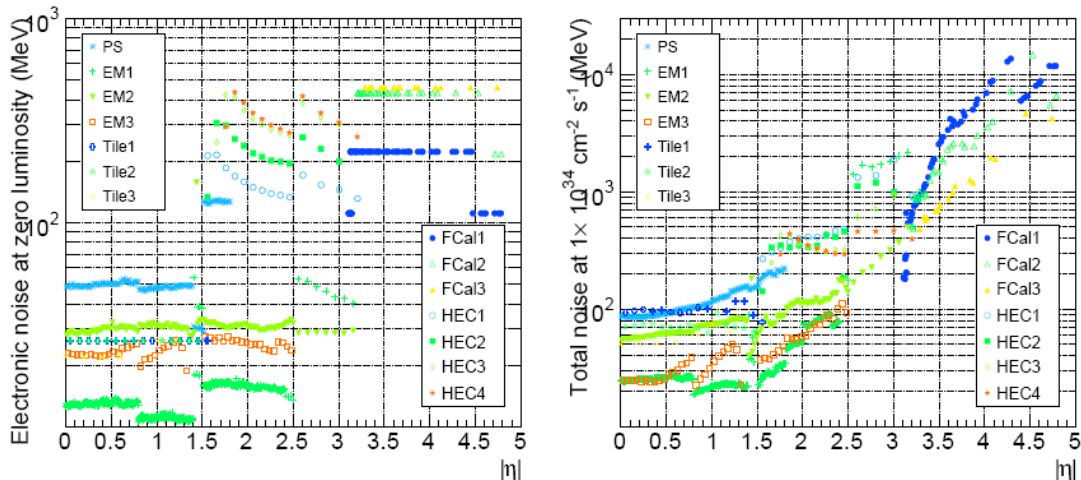 Electronic noise at zero luminosity (MeV)
10³
10²
PS
EM1
EM2
EM3
Tile1
Tile2
Tile3
FCal1
FCal2
FCal3
HEC1
HEC2
HEC3
HEC4
0 0.5 1 1.5 2 2.5 3 3.5 4 4.5 5
|η|
Total noise at 1× 10³⁴ cm⁻² s⁻¹ (MeV)
10⁴
10³
10²
PS
EM1
EM2
EM3
Tile1
Tile2
Tile3
FCal1
FCal2
FCal3
HEC1
HEC2
HEC3
HEC4
0 0.5 1 1.5 2 2.5 3 3.5 4 4.5 5
|η|